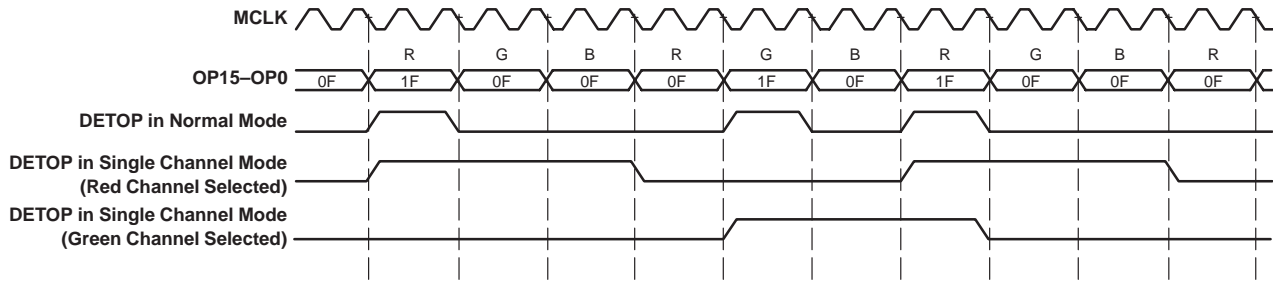 MCLK
R G B R G B R G B R
OP15–OP0 0F 1F 0F 0F 0F 1F 0F 1F 0F 0F 0F
DETOP in Normal Mode
DETOP in Single Channel Mode
(Red Channel Selected)
DETOP in Single Channel Mode
(Green Channel Selected)